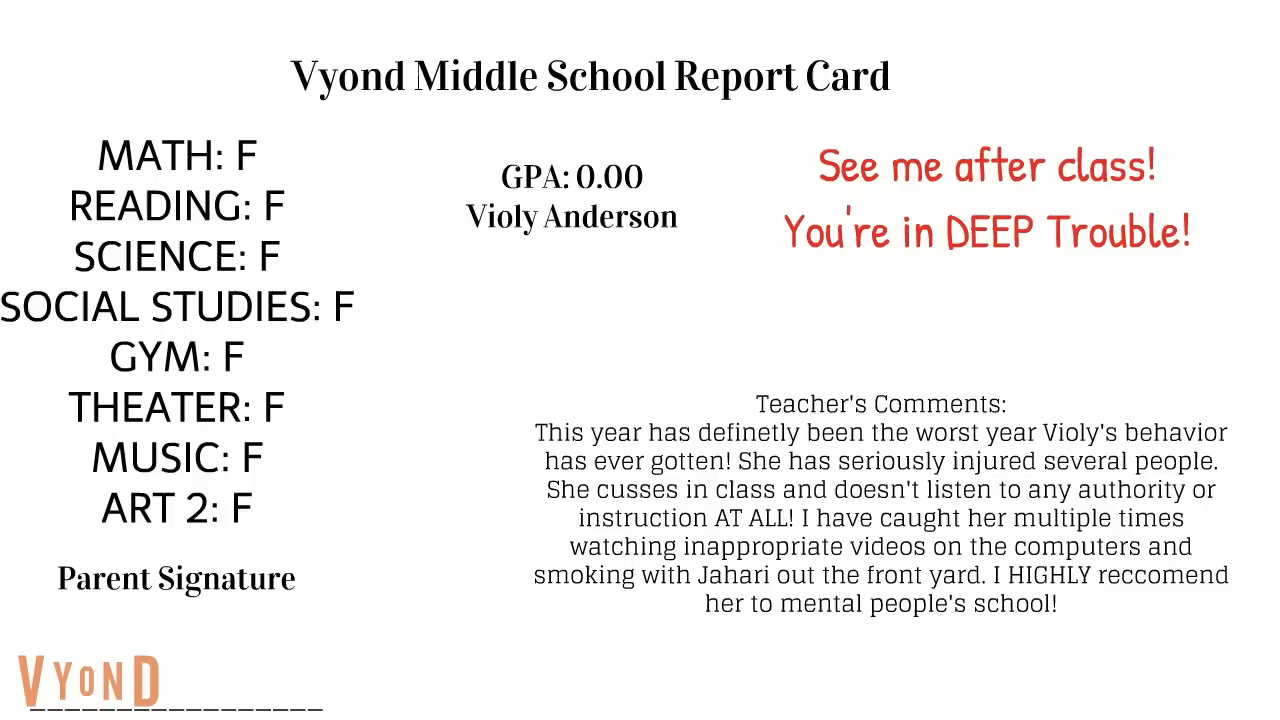 Vyond Middle School Report Card
MATH: F
READING: F
SCIENCE: F
SOCIAL STUDIES: F
GYM: F
THEATER: F
MUSIC: F
ART 2: F
Parent Signature
GPA: 0.00
Violy Anderson
See me after class!
You're in DEEP Trouble!
Teacher's Comments:
This year has definetly been the worst year Violy's behavior
has ever gotten! She has seriously injured several people.
She cusses in class and doesn't listen to any authority or
instruction AT ALL! I have caught her multiple times
watching inappropriate videos on the computers and
smoking with Jahari out the front yard. I HIGHLY reccomend
her to mental people's school!
VYOND
_________________